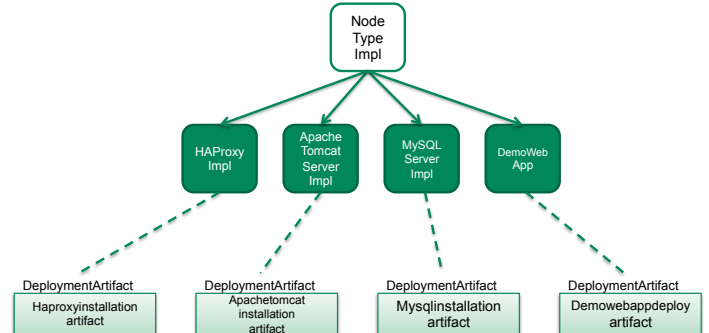 Node
Type
Impl
HAProxy
Impl
Apache
Tomcat
Server
Impl
MySQL
Server
Impl
DemoWeb
App
DeploymentArtifact
DeploymentArtifact
DeploymentArtifact
DeploymentArtifact
Haproxyinstallation
artifact
Apachetomcat
installation
artifact
Mysqlinstallation
artifact
Demowebappdeploy
artifact